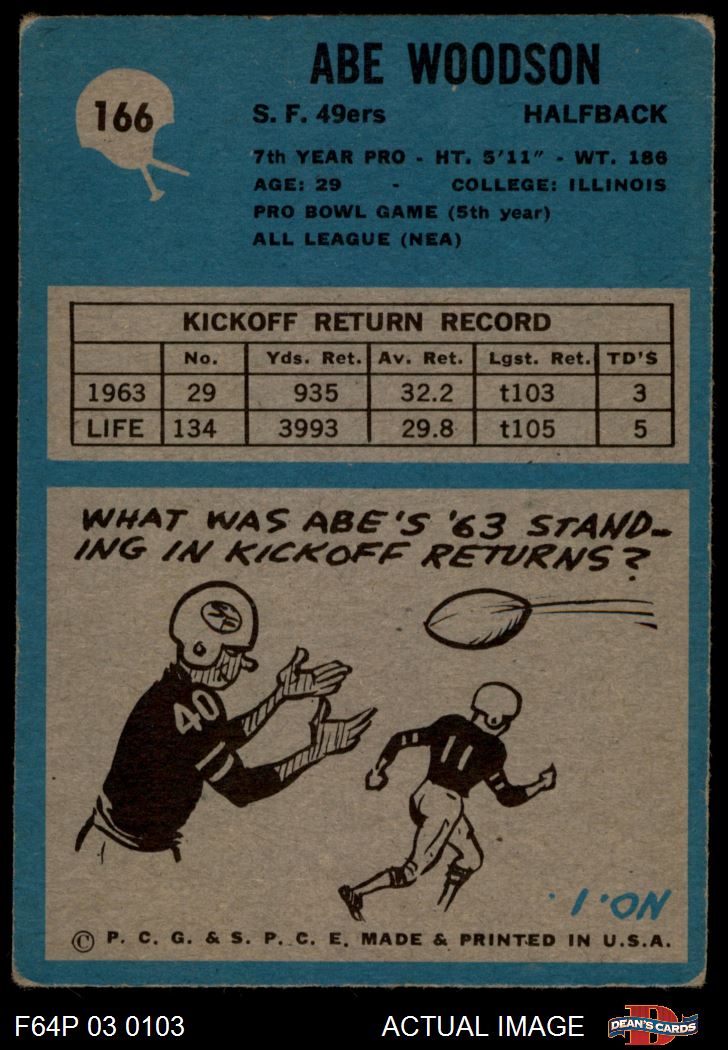 166
ABE WOODSON
S. F. 49ers HALFBACK
7th YEAR PRO - HT. 5'11" - WT. 186
AGE: 29 - COLLEGE: ILLINOIS
PRO BOWL GAME (5th year)
ALL LEAGUE (NEA)
KICKOFF RETURN RECORD
No. Yds. Ret. Av. Ret. Lgst. Ret. TD'S
1963 29 935 32.2 t103 3
LIFE 134 3993 29.8 t105 5
WHAT WAS ABE'S '63 STAND-
ING IN KICKOFF RETURNS?
SF
40
11
NO. 1.
© P. C. G. & S. P. C. E. MADE & PRINTED IN U.S.A.
F64P 03 0103 ACTUAL IMAGE D DEAN'S CARDS